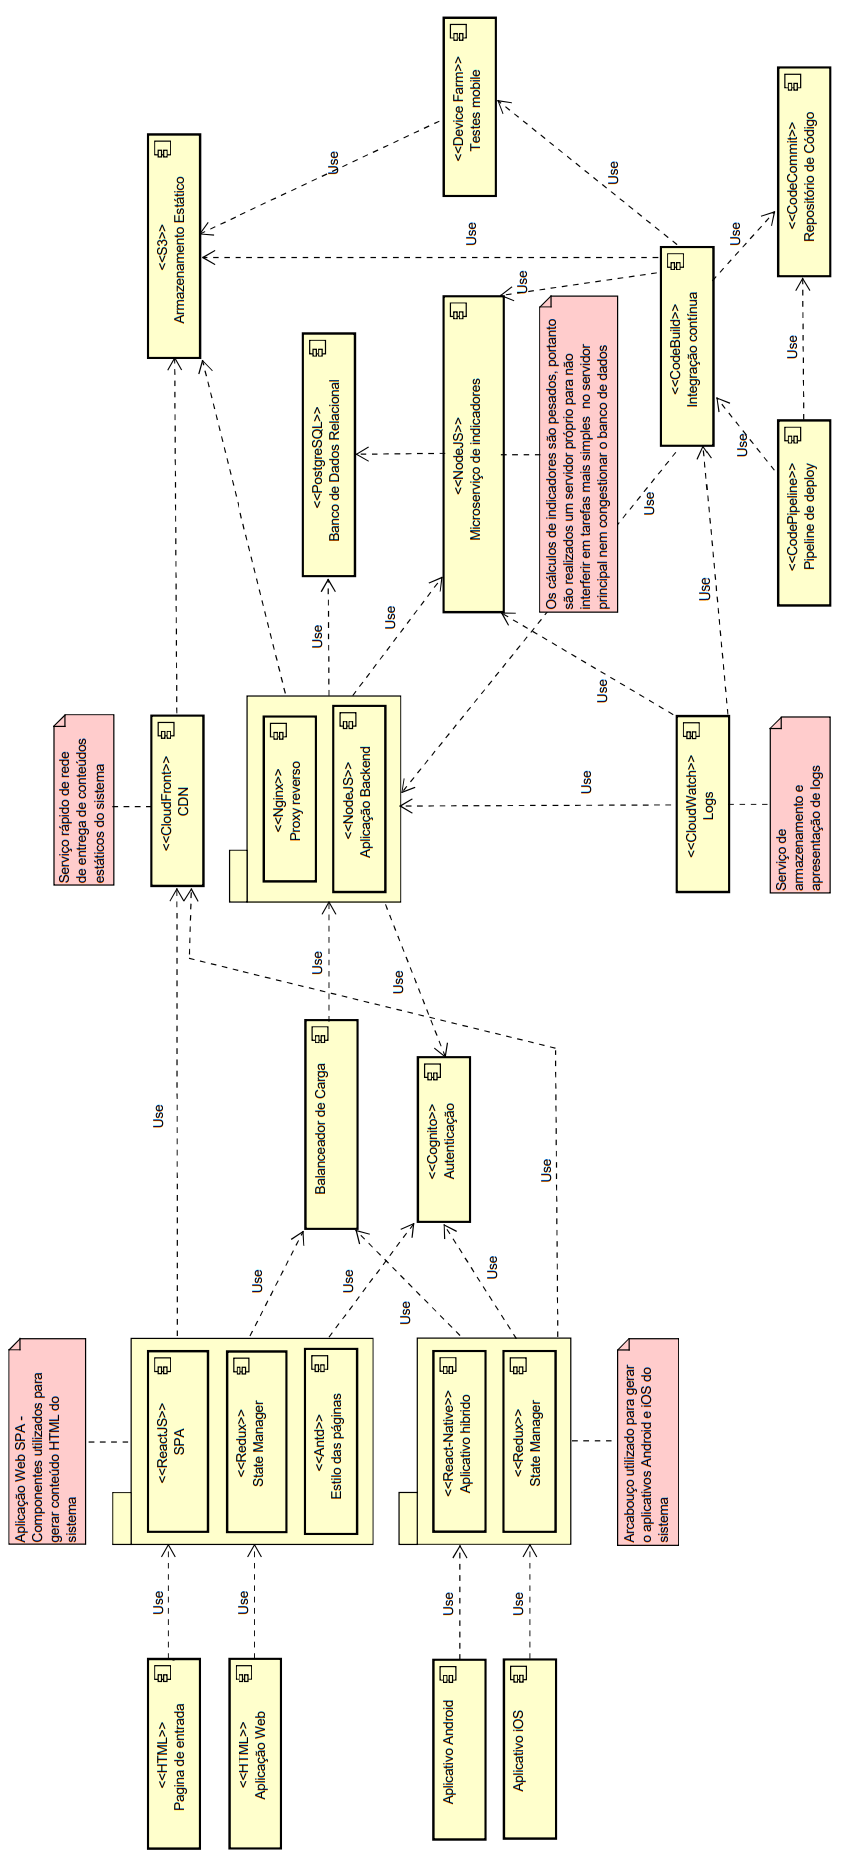 <<HTML>>
Pagina de entrada
<<HTML>>
Aplicação Web
Aplicativo Android
Aplicativo iOS
Use
Use
Use
Use
Aplicação Web SPA -
Componentes utilizados para
gerar conteúdo HTML do
sistema
<<ReactJS>>
SPA
<<Redux>>
State Manager
<<Antd>>
Estilo das páginas
<<React-Native>>
Aplicativo hibrido
<<Redux>>
State Manager
Arcabouço utilizado para gerar
o aplicativos Android e iOS do
sistema
Use
Use
Use
Use
Use
Use
Balanceador de Carga
<<Cognito>>
Autenticação
Use
Use
Serviço rápido de rede
de entrega de conteúdos
estáticos do sistema
<<CloudFront>>
CDN
<<Nginx>>
Proxy reverso
<<NodeJS>>
Aplicação Backend
<<CloudWatch>>
Logs
Serviço de
armazenamento e
apresentação de logs
Use
Use
Use
Use
Use
<<PostgreSQL>>
Banco de Dados Relacional
<<NodeJS>>
Microserviço de indicadores
Os cálculos de indicadores são pesados, portanto
são realizados um servidor próprio para não
interferir em tarefas mais simples no servidor
principal nem congestionar o banco de dados
Use
<<CodePipeline>>
Pipeline de deploy
Use
Use
<<S3>>
Armazenamento Estático
<<CodeBuild>>
Integração contínua
Use
Use
Use
Use
Use
<<Device Farm>>
Testes mobile
<<CodeCommit>>
Repositório de Código